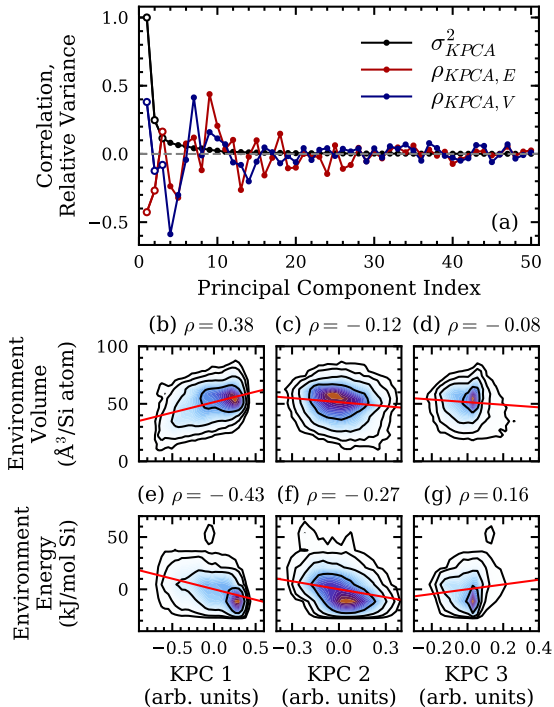 Correlation,
Relative Variance
1.0
0.5
0.0
−0.5
σ²KPCA
ρKPCA, E
ρKPCA, V
(a)
0 10 20 30 40 50
Principal Component Index
(b) ρ = 0.38 (c) ρ = −0.12 (d) ρ = −0.08
Environment
Volume
(Å³/Si atom)
100
50
0
(e) ρ = −0.43 (f) ρ = −0.27 (g) ρ = 0.16
Environment
Energy
(kJ/mol Si)
50
0
−0.5 0.0 0.5 0.0 0.4 −0.2 0.0 0.2 0.4
KPC 1 KPC 2 KPC 3
(arb. units) (arb. units) (arb. units)